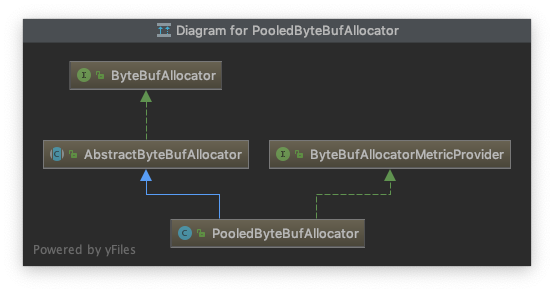 Diagram for PooledByteBufAllocator
I ByteBufAllocator
C AbstractByteBufAllocator
I ByteBufAllocatorMetricProvider
C PooledByteBufAllocator
Powered by yFiles